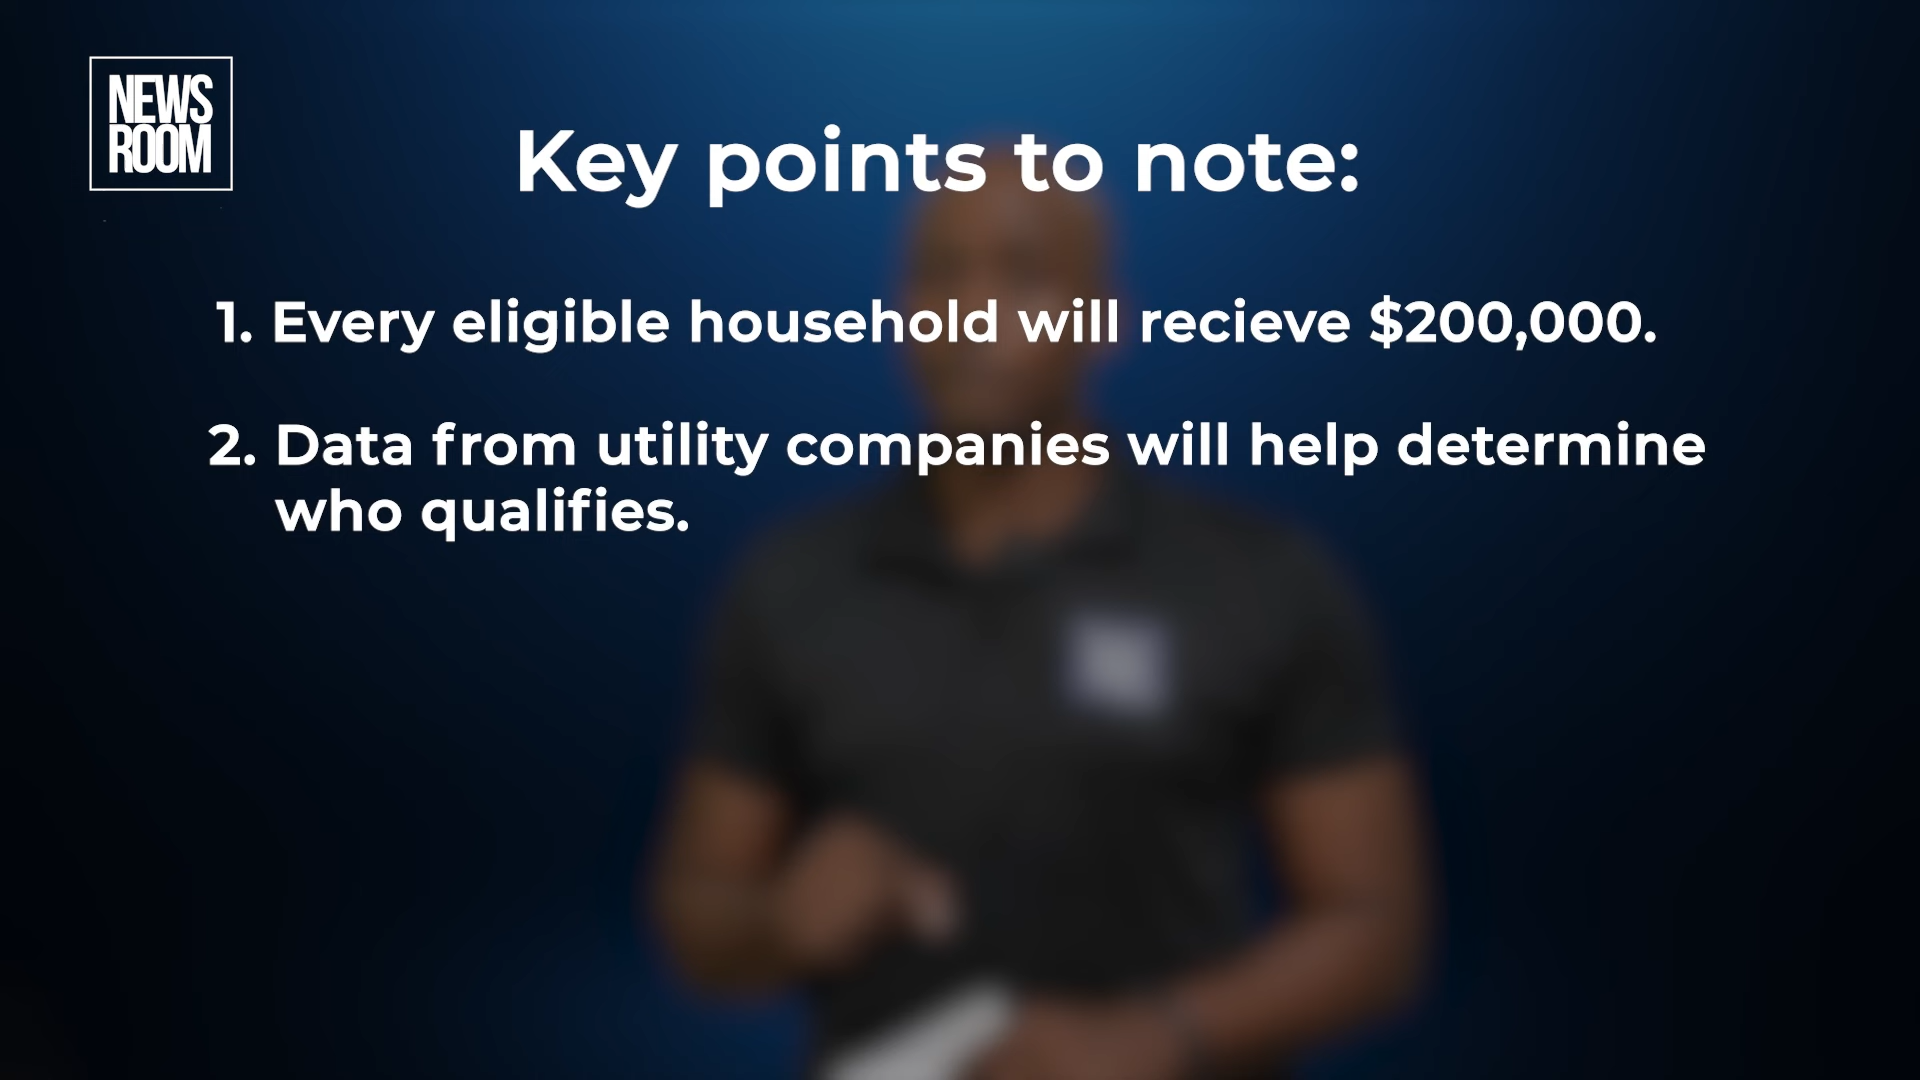 NEWS
ROOM
Key points to note:
1. Every eligible household will recieve $200,000.
2. Data from utility companies will help determine
who qualifies.